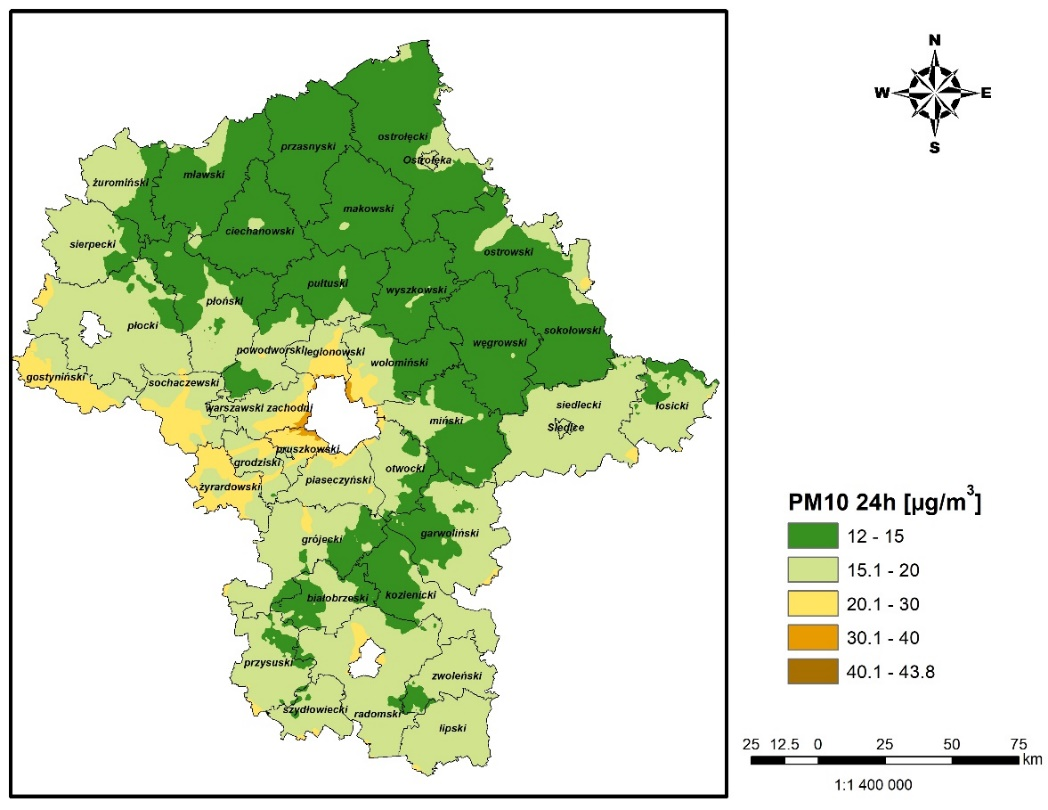 N
W E
S
ostrołęcki
przasnyski
Ostrołęka
mławski
żuromiński
makowski
ciechanowski
sierpecki
ostrowski
pułtuski
wyszkowski
płoński
płocki
sokołowski
węgrowski
powodworski legionowski
wołomiński
gostyniński
sochaczewski
siedlecki
łosicki
warszawski zachodni
miński
Siedlce
pruszkowski
grodziski
otwocki
piaseczyński
żyrardowski
garwoliński
grójecki
białobrzeski
kozienicki
przysuski
zwoleński
szydłowiecki
radomski
lipski
PM10 24h [µg/m³]
12 - 15
15.1 - 20
20.1 - 30
30.1 - 40
40.1 - 43.8
25 12.5 0 25 50 75
km
1:1 400 000